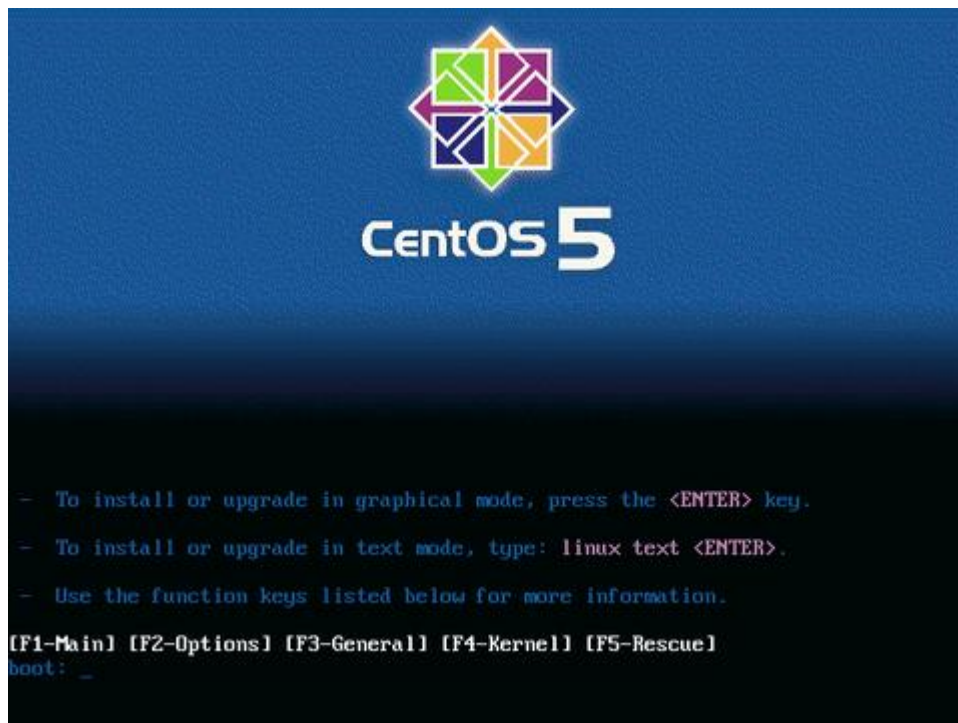 CentOS 5
- To install or upgrade in graphical mode, press the <ENTER> key.
- To install or upgrade in text mode, type: linux text <ENTER>.
- Use the function keys listed below for more information.
[F1-Main] [F2-Options] [F3-General] [F4-Kernel] [F5-Rescue]
boot: _